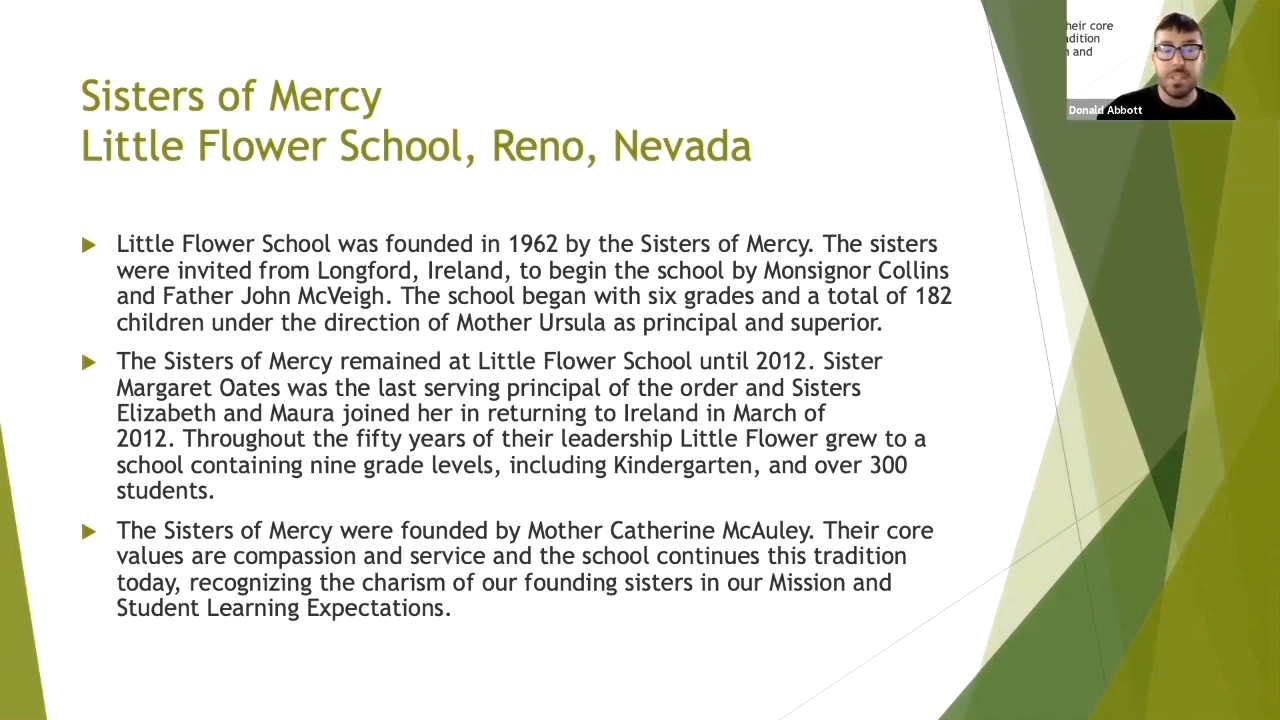 Sisters of Mercy
Little Flower School, Reno, Nevada
Little Flower School was founded in 1962 by the Sisters of Mercy. The sisters
were invited from Longford, Ireland, to begin the school by Monsignor Collins
and Father John McVeigh. The school began with six grades and a total of 182
children under the direction of Mother Ursula as principal and superior.
The Sisters of Mercy remained at Little Flower School until 2012. Sister
Margaret Oates was the last serving principal of the order and Sisters
Elizabeth and Maura joined her in returning to Ireland in March of
2012. Throughout the fifty years of their leadership Little Flower grew to a
school containing nine grade levels, including Kindergarten, and over 300
students.
The Sisters of Mercy were founded by Mother Catherine McAuley. Their core
values are compassion and service and the school continues this tradition
today, recognizing the charism of our founding sisters in our Mission and
Student Learning Expectations.
heir core
adition
and
Donald Abbott